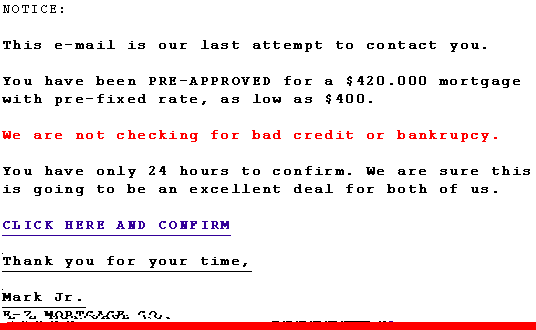 NOTICE:
This e-mail is our last attempt to contact you.
You have been PRE-APPROVED for a $420.000 mortgage
with pre-fixed rate, as low as $400.
We are not checking for bad credit or bankrupcy.
You have only 24 hours to confirm. We are sure this
is going to be an excellent deal for both of us.
CLICK HERE AND CONFIRM
Thank you for your time,
Mark Jr.
E-Z MORTGAGE CO.